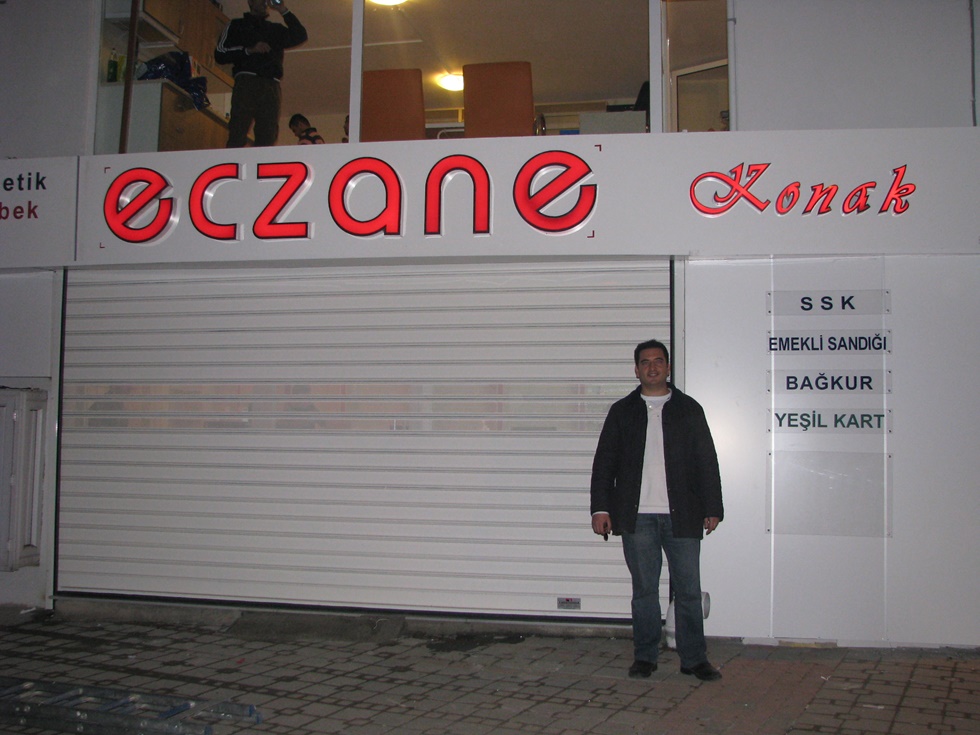 etik
bek
eczane
Konak
SSK
EMEKLİ SANDIĞI
BAĞKUR
YEŞİL KART